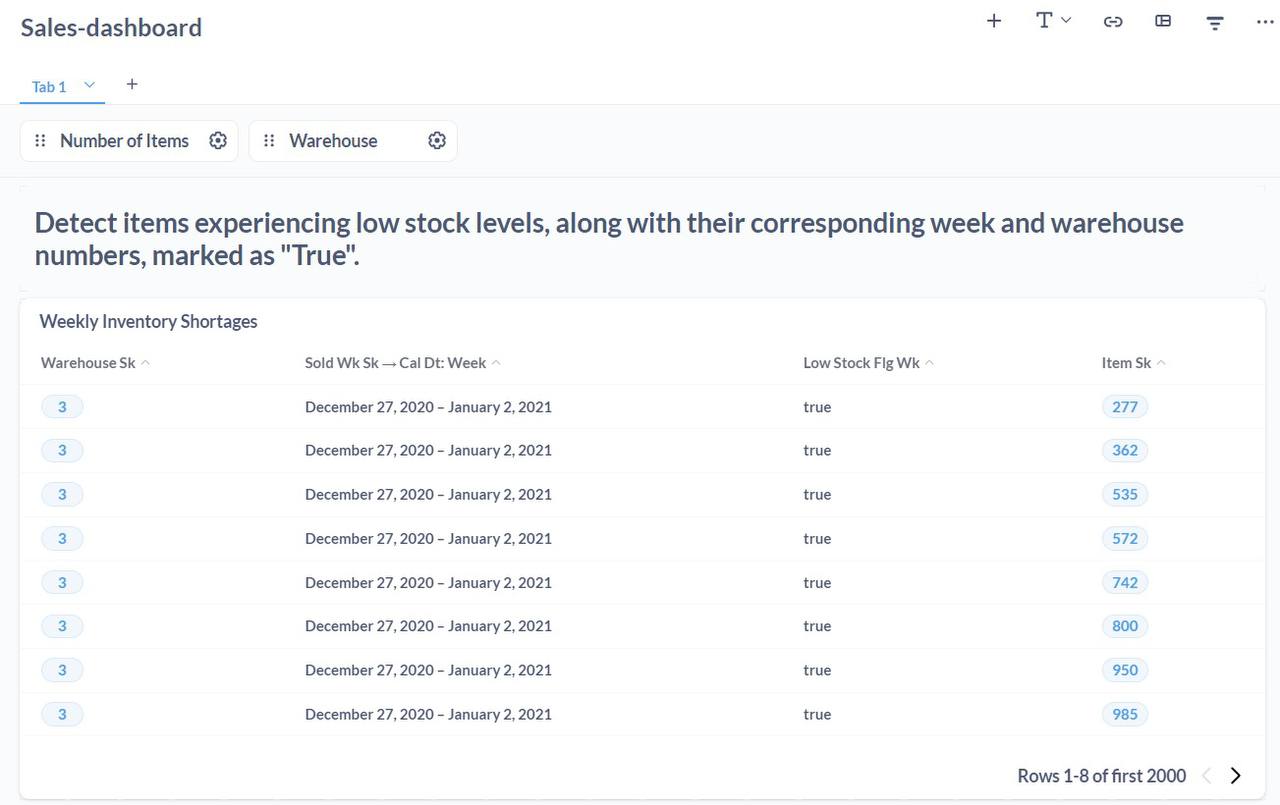 Sales-dashboard
Tab 1
Number of Items Warehouse
Detect items experiencing low stock levels, along with their corresponding week and warehouse
numbers, marked as "True".
Weekly Inventory Shortages
Warehouse Sk Sold Wk Sk → Cal Dt: Week Low Stock Flg Wk Item Sk
3 December 27, 2020 – January 2, 2021 true 277
3 December 27, 2020 – January 2, 2021 true 362
3 December 27, 2020 – January 2, 2021 true 535
3 December 27, 2020 – January 2, 2021 true 572
3 December 27, 2020 – January 2, 2021 true 742
3 December 27, 2020 – January 2, 2021 true 800
3 December 27, 2020 – January 2, 2021 true 950
3 December 27, 2020 – January 2, 2021 true 985
Rows 1-8 of first 2000